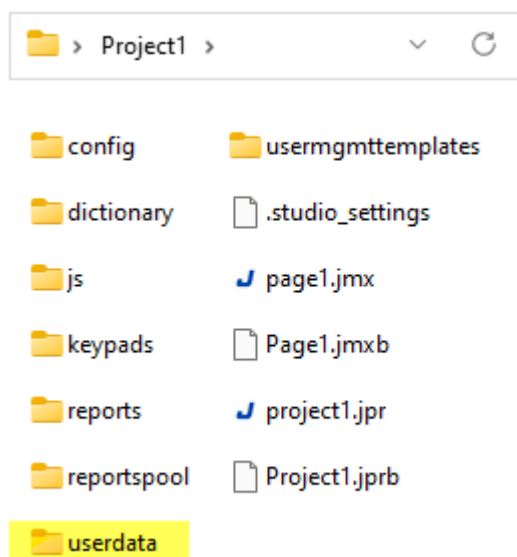 Project1
config
dictionary
js
keypads
reports
reportspool
userdata
usermgmttemplates
.studio_settings
page1.jmx
Page1.jmxb
project1.jpr
Project1.jprb